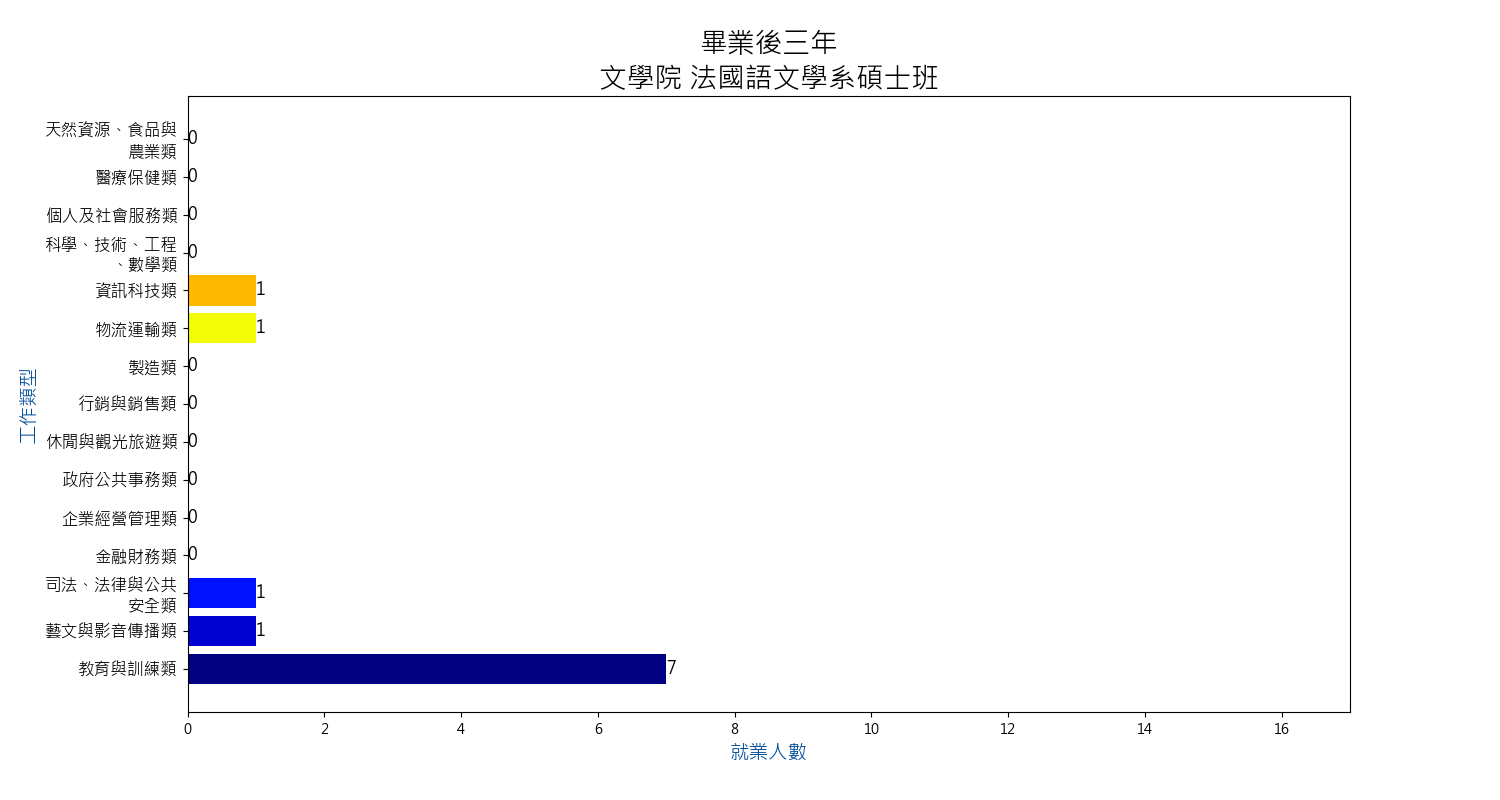 畢業後三年
文學院 法國語文學系碩士班
工作類型
天然資源、食品與
農業類
0
醫療保健類
0
個人及社會服務類
0
科學、技術、工程
、數學類
0
資訊科技類
1
物流運輸類
1
製造類
0
行銷與銷售類
0
休閒與觀光旅遊類
0
政府公共事務類
0
企業經營管理類
0
金融財務類
0
司法、法律與公共
安全類
1
藝文與影音傳播類
1
教育與訓練類
7
0 2 4 6 8 10 12 14 16
就業人數